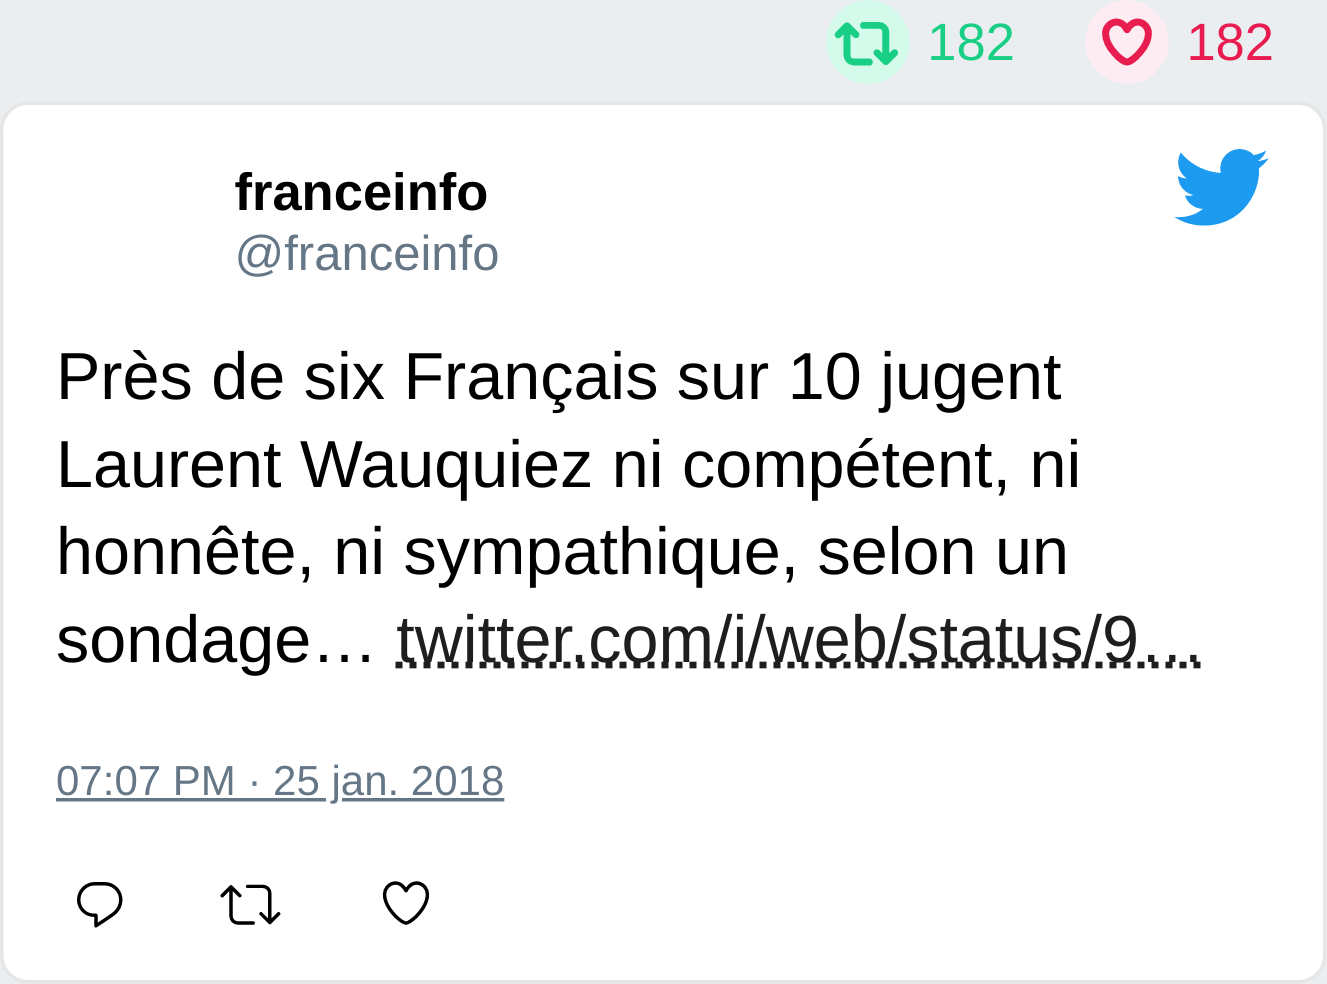 182 182
franceinfo
@franceinfo
Près de six Français sur 10 jugent
Laurent Wauquiez ni compétent, ni
honnête, ni sympathique, selon un
sondage… twitter.com/i/web/status/9…
07:07 PM · 25 jan. 2018